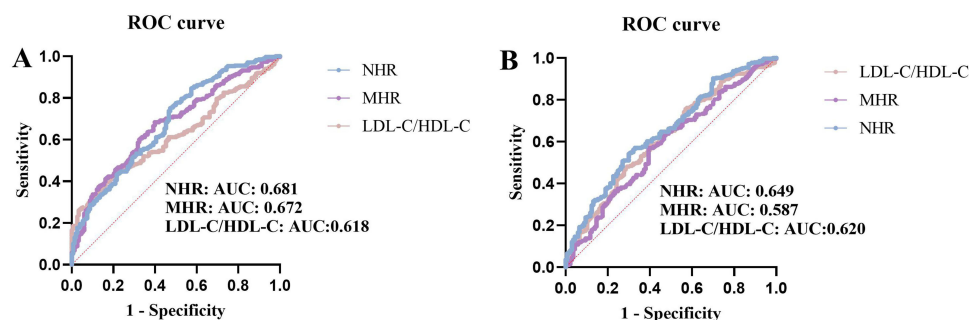 ROC curve
A
1.0
0.8
0.6
0.4
0.2
0.0
Sensitivity
0.0 0.2 0.4 0.6 0.8 1.0
1 - Specificity
NHR
MHR
LDL-C/HDL-C
NHR: AUC: 0.681
MHR: AUC: 0.672
LDL-C/HDL-C: AUC:0.618
ROC curve
B
1.0
0.8
0.6
0.4
0.2
0.0
Sensitivity
0.0 0.2 0.4 0.6 0.8 1.0
1 - Specificity
LDL-C/HDL-C
MHR
NHR
NHR: AUC: 0.649
MHR: AUC: 0.587
LDL-C/HDL-C: AUC:0.620